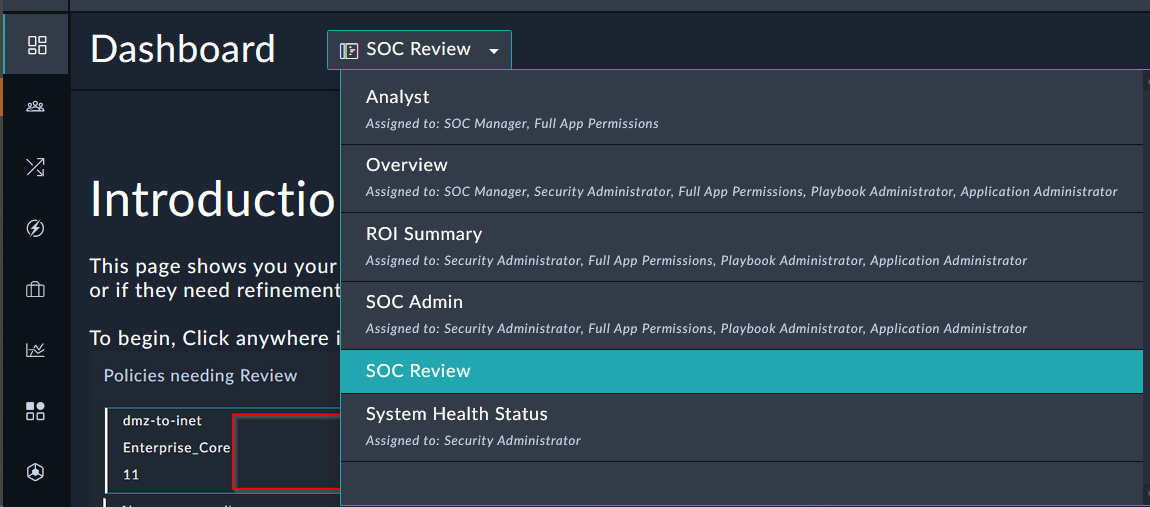 Dashboard
SOC Review
Analyst
Assigned to: SOC Manager, Full App Permissions
Overview
Assigned to: SOC Manager, Security Administrator, Full App Permissions, Playbook Administrator, Application Administrator
ROI Summary
Assigned to: Security Administrator, Full App Permissions, Playbook Administrator, Application Administrator
SOC Admin
Assigned to: Security Administrator, Full App Permissions, Playbook Administrator, Application Administrator
SOC Review
System Health Status
Assigned to: Security Administrator
Introductio
This page shows you your
or if they need refinement
To begin, Click anywhere i
Policies needing Review
dmz-to-inet
Enterprise_Core
11